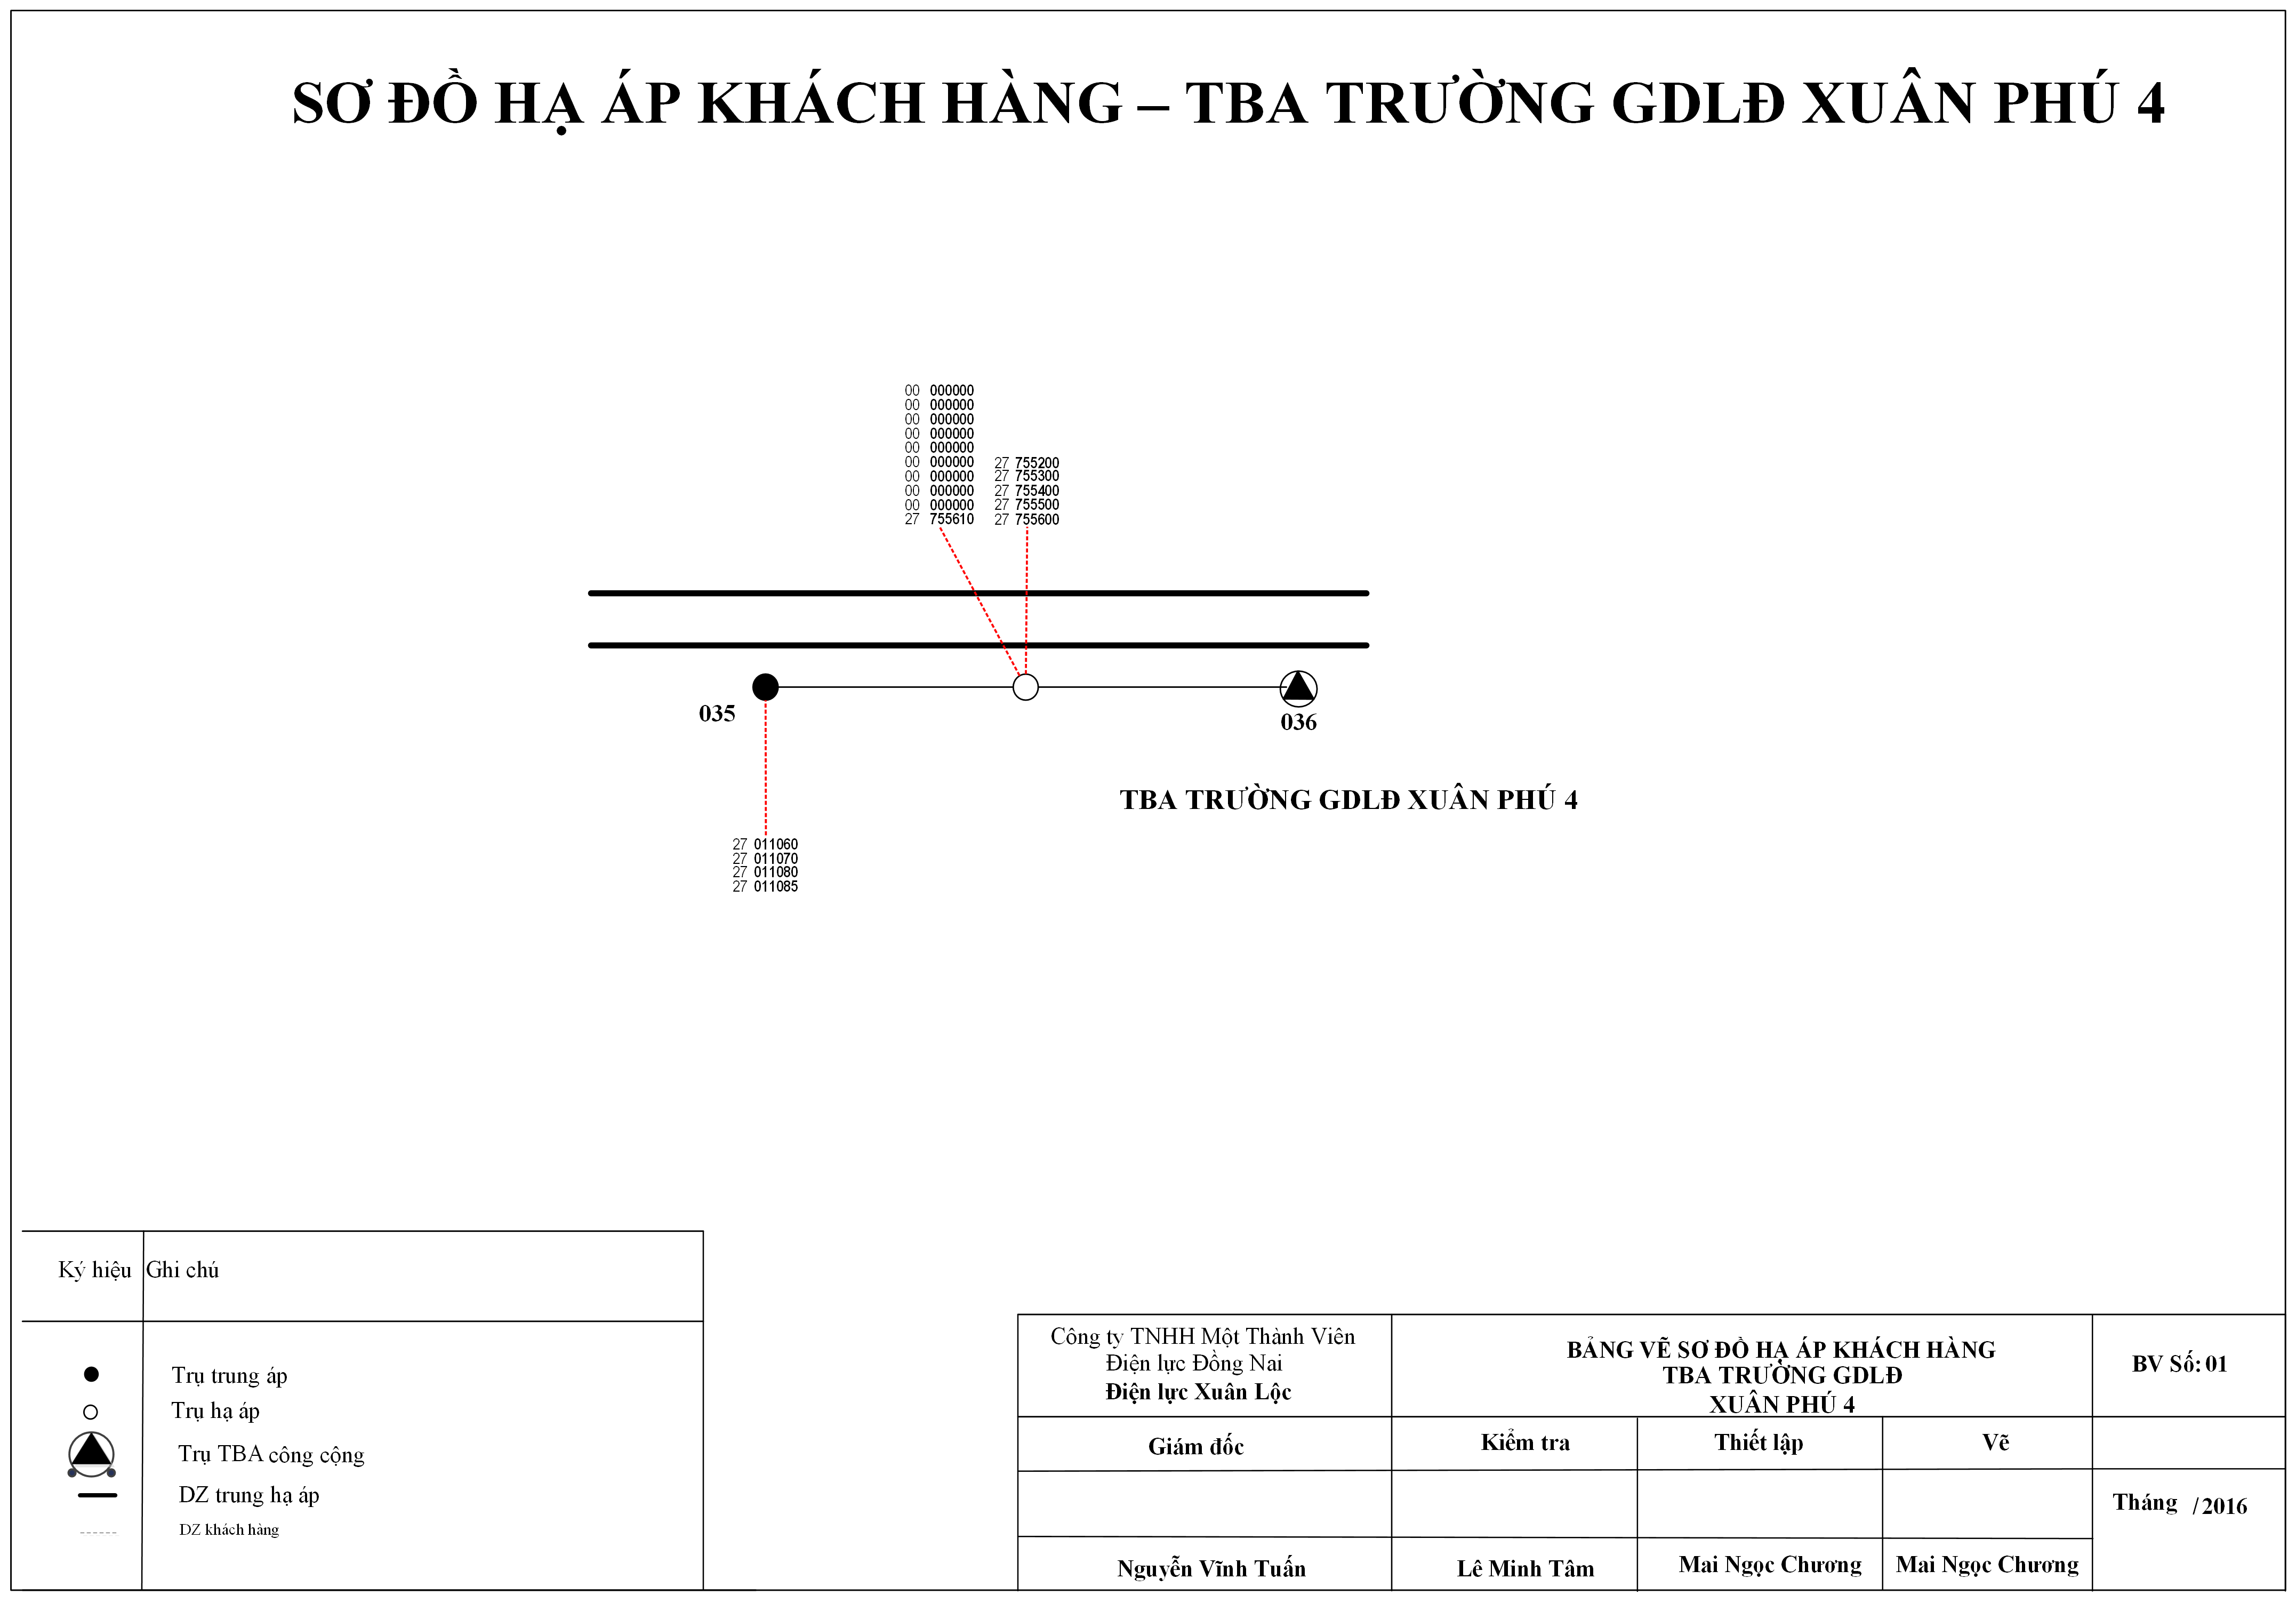 SƠ ĐỒ HẠ ÁP KHÁCH HÀNG – TBA TRƯỜNG GDLĐ XUÂN PHÚ 4
00 000000
00 000000
00 000000
00 000000
00 000000
00 000000
00 000000
00 000000
00 000000
27 755610
27 755200
27 755300
27 755400
27 755500
27 755600
035
036
TBA TRƯỜNG GDLĐ XUÂN PHÚ 4
27 011060
27 011070
27 011080
27 011085
Ký hiệu Ghi chú
Trụ trung áp
Trụ hạ áp
Trụ TBA công cộng
DZ trung hạ áp
DZ khách hàng
Công ty TNHH Một Thành Viên
Điện lực Đồng Nai
Điện lực Xuân Lộc
BẢNG VẼ SƠ ĐỒ HẠ ÁP KHÁCH HÀNG
TBA TRƯỜNG GDLĐ
XUÂN PHÚ 4
BV Số: 01
Giám đốc Kiểm tra Thiết lập Vẽ
Tháng /2016
Nguyễn Vĩnh Tuấn Lê Minh Tâm Mai Ngọc Chương Mai Ngọc Chương